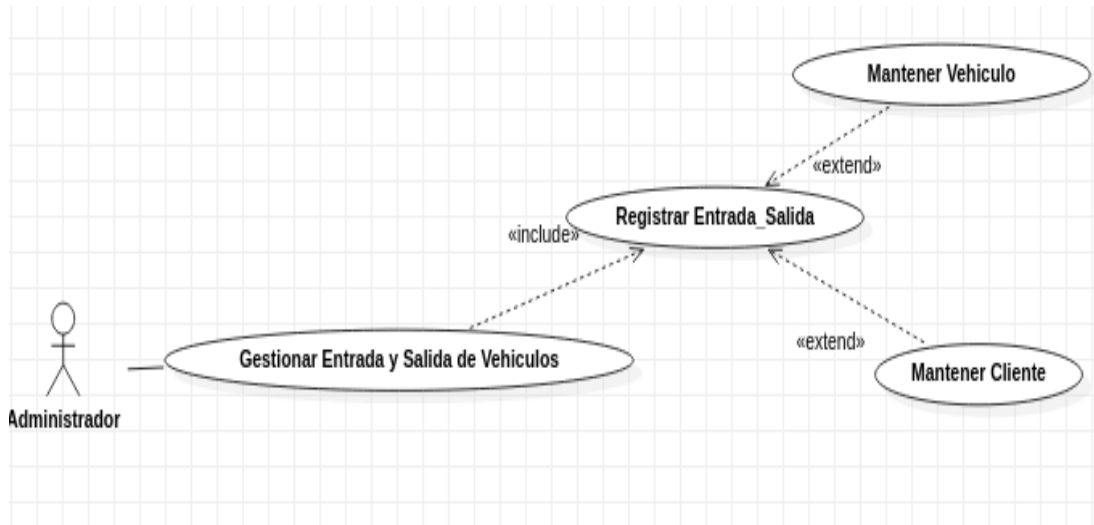 Mantener Vehiculo
«extend»
Registrar Entrada_Salida
«include»
Gestionar Entrada y Salida de Vehiculos
«extend»
Mantener Cliente
Administrador